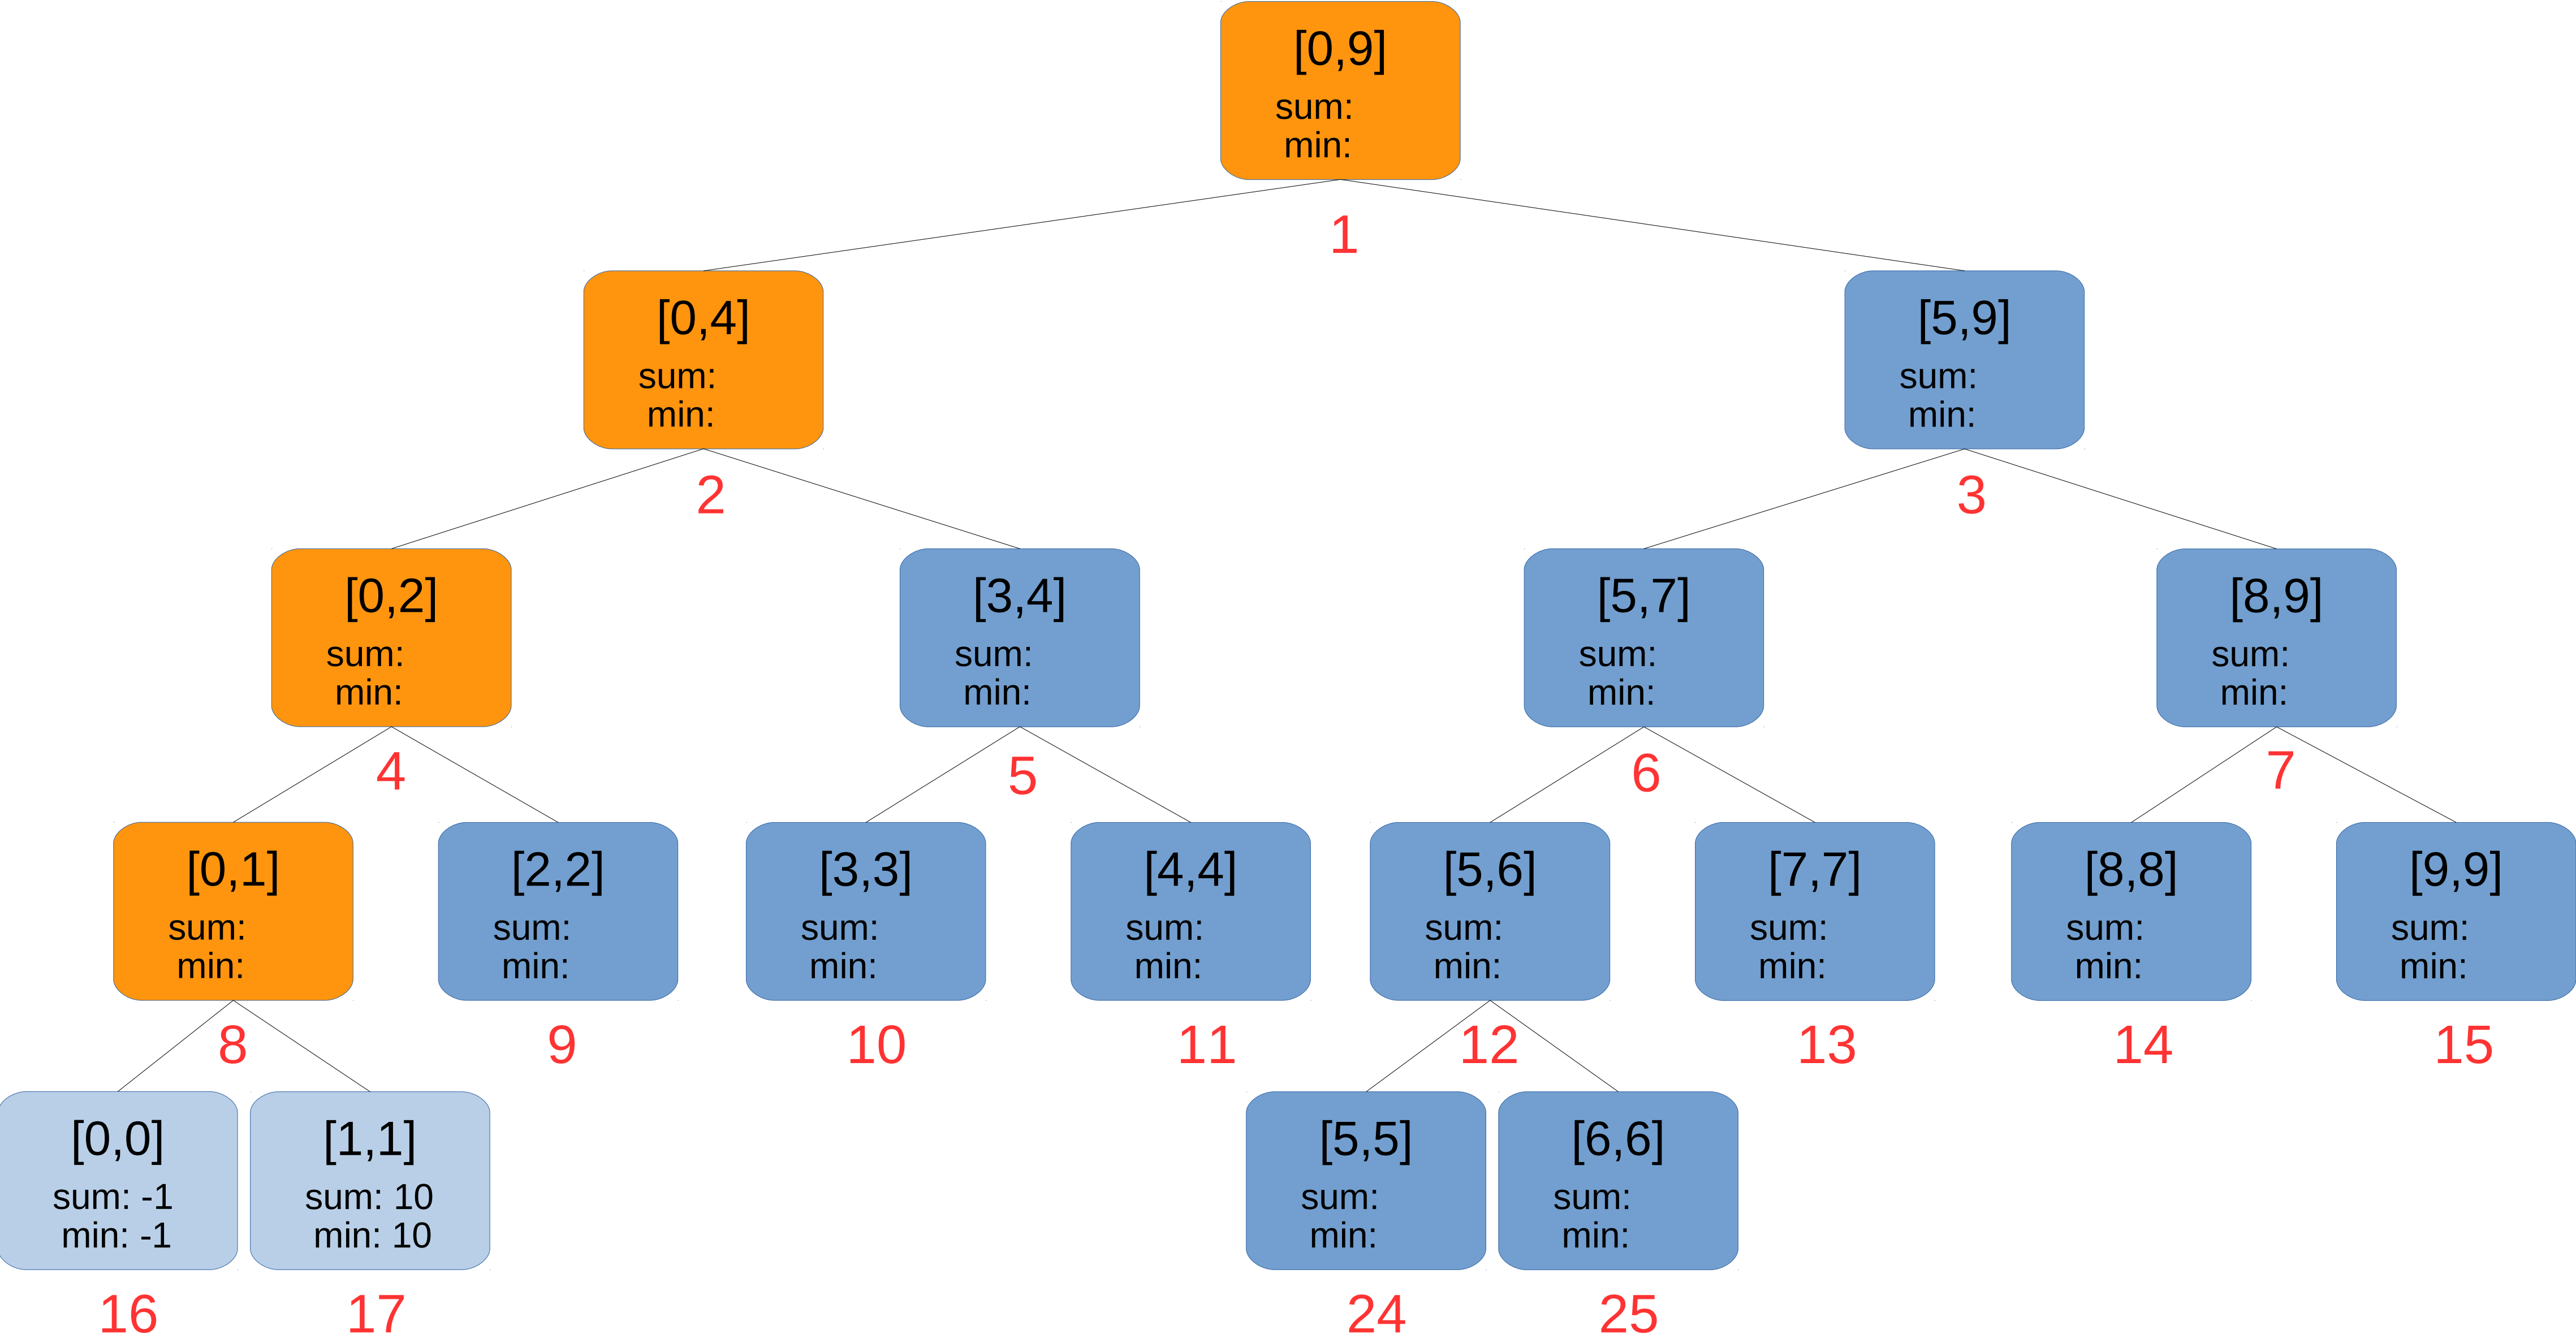 [0,9]
sum:
min:
1
[0,4]
sum:
min:
[5,9]
sum:
min:
2
3
[0,2]
sum:
min:
[3,4]
sum:
min:
[5,7]
sum:
min:
[8,9]
sum:
min:
4
5
6
7
[0,1]
sum:
min:
[2,2]
sum:
min:
[3,3]
sum:
min:
[4,4]
sum:
min:
[5,6]
sum:
min:
[7,7]
sum:
min:
[8,8]
sum:
min:
[9,9]
sum:
min:
8
9
10
11
12
13
14
15
[0,0]
sum: -1
min: -1
[1,1]
sum: 10
min: 10
[5,5]
sum:
min:
[6,6]
sum:
min:
16
17
24
25